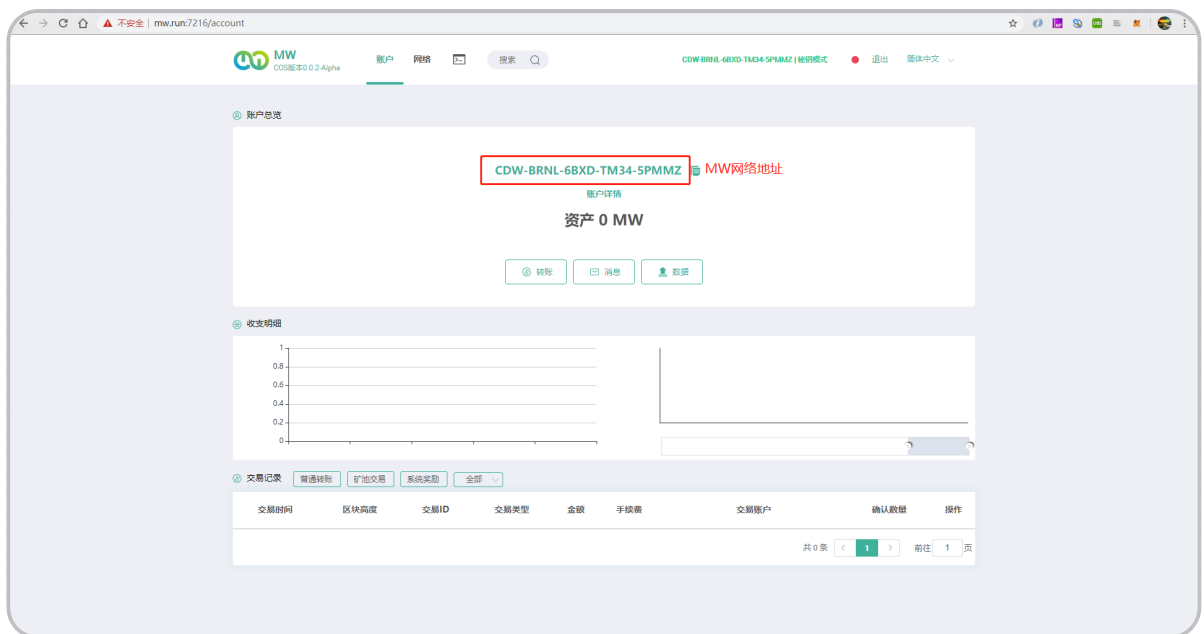 不安全 mw.run:7216/account
MW
COS版本0.0.2-Alpha
账户 网络 搜索
CDW-BRNL-6BXD-TM34-5PMMZ | 秘钥模式
退出 简体中文
账户总览
CDW-BRNL-6BXD-TM34-5PMMZ MW网络地址
账户详情
资产 0 MW
转账 消息 数据
收支明细
1
0.8
0.6
0.4
0.2
0
交易记录 普通转账 矿池交易 系统奖励 全部
交易时间 区块高度 交易ID 交易类型 金额 手续费 交易账户 确认数量 操作
共 0 条 < 1 > 前往 1 页